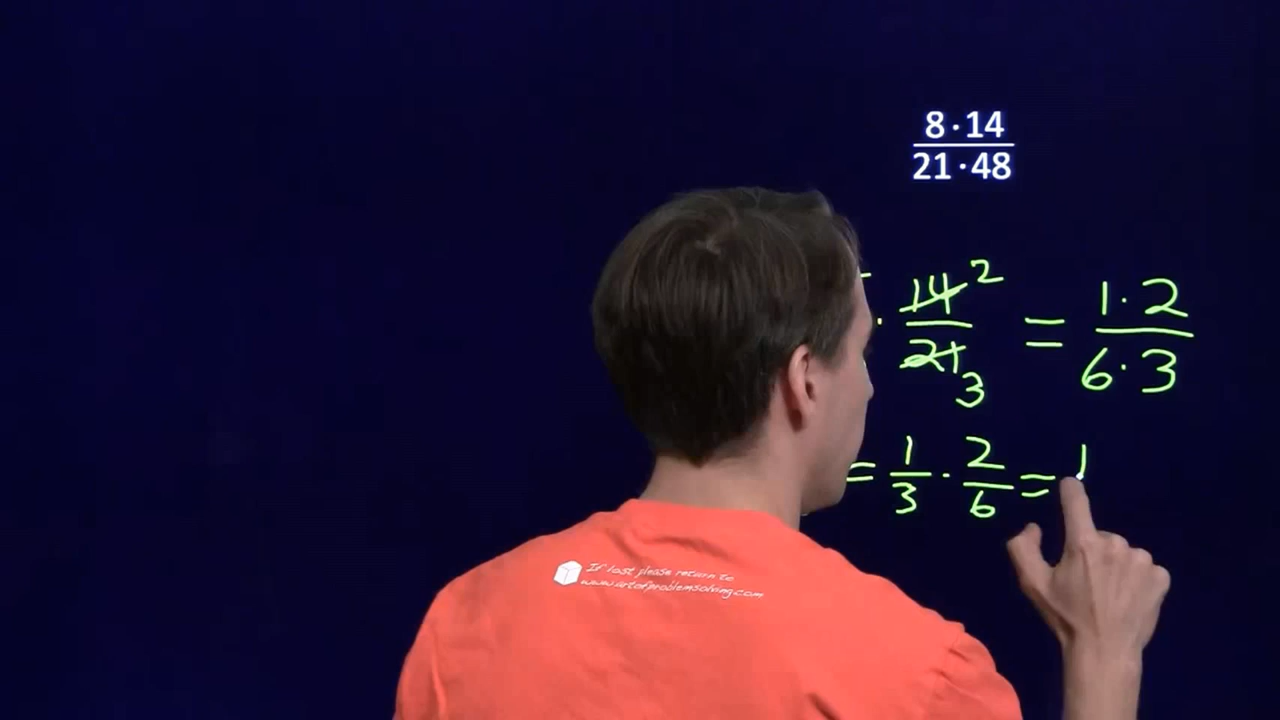 8·14
21·48
· 14 2 = 1·2
21 3 6·3
= 1/3 · 2/6 = 1
If lost please return to
www.artofproblemsolving.com